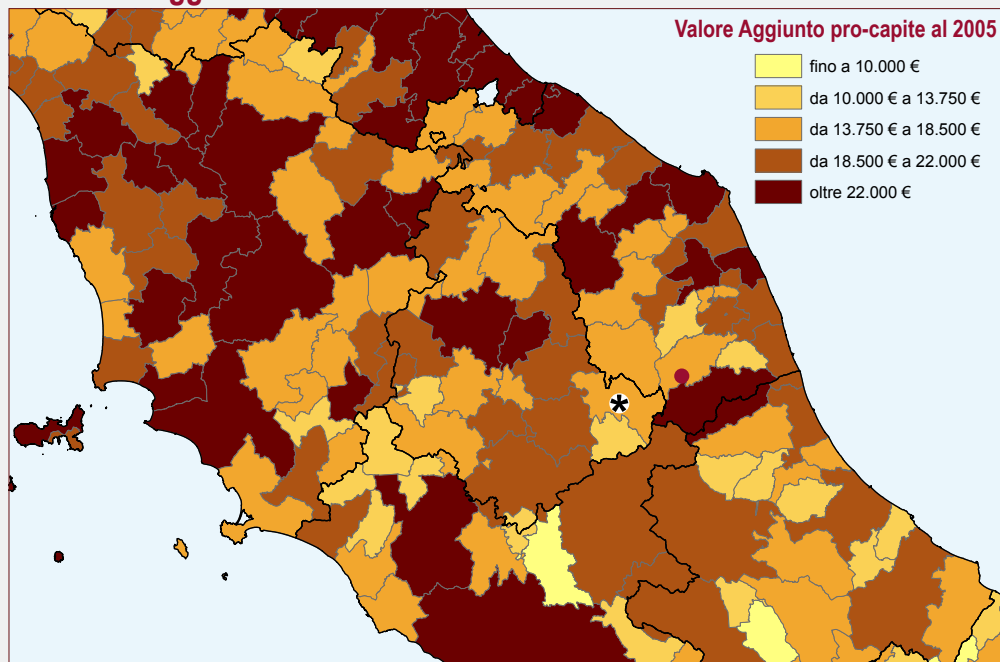 Valore Aggiunto pro-capite al 2005
fino a 10.000 €
da 10.000 € a 13.750 €
da 13.750 € a 18.500 €
da 18.500 € a 22.000 €
oltre 22.000 €
*